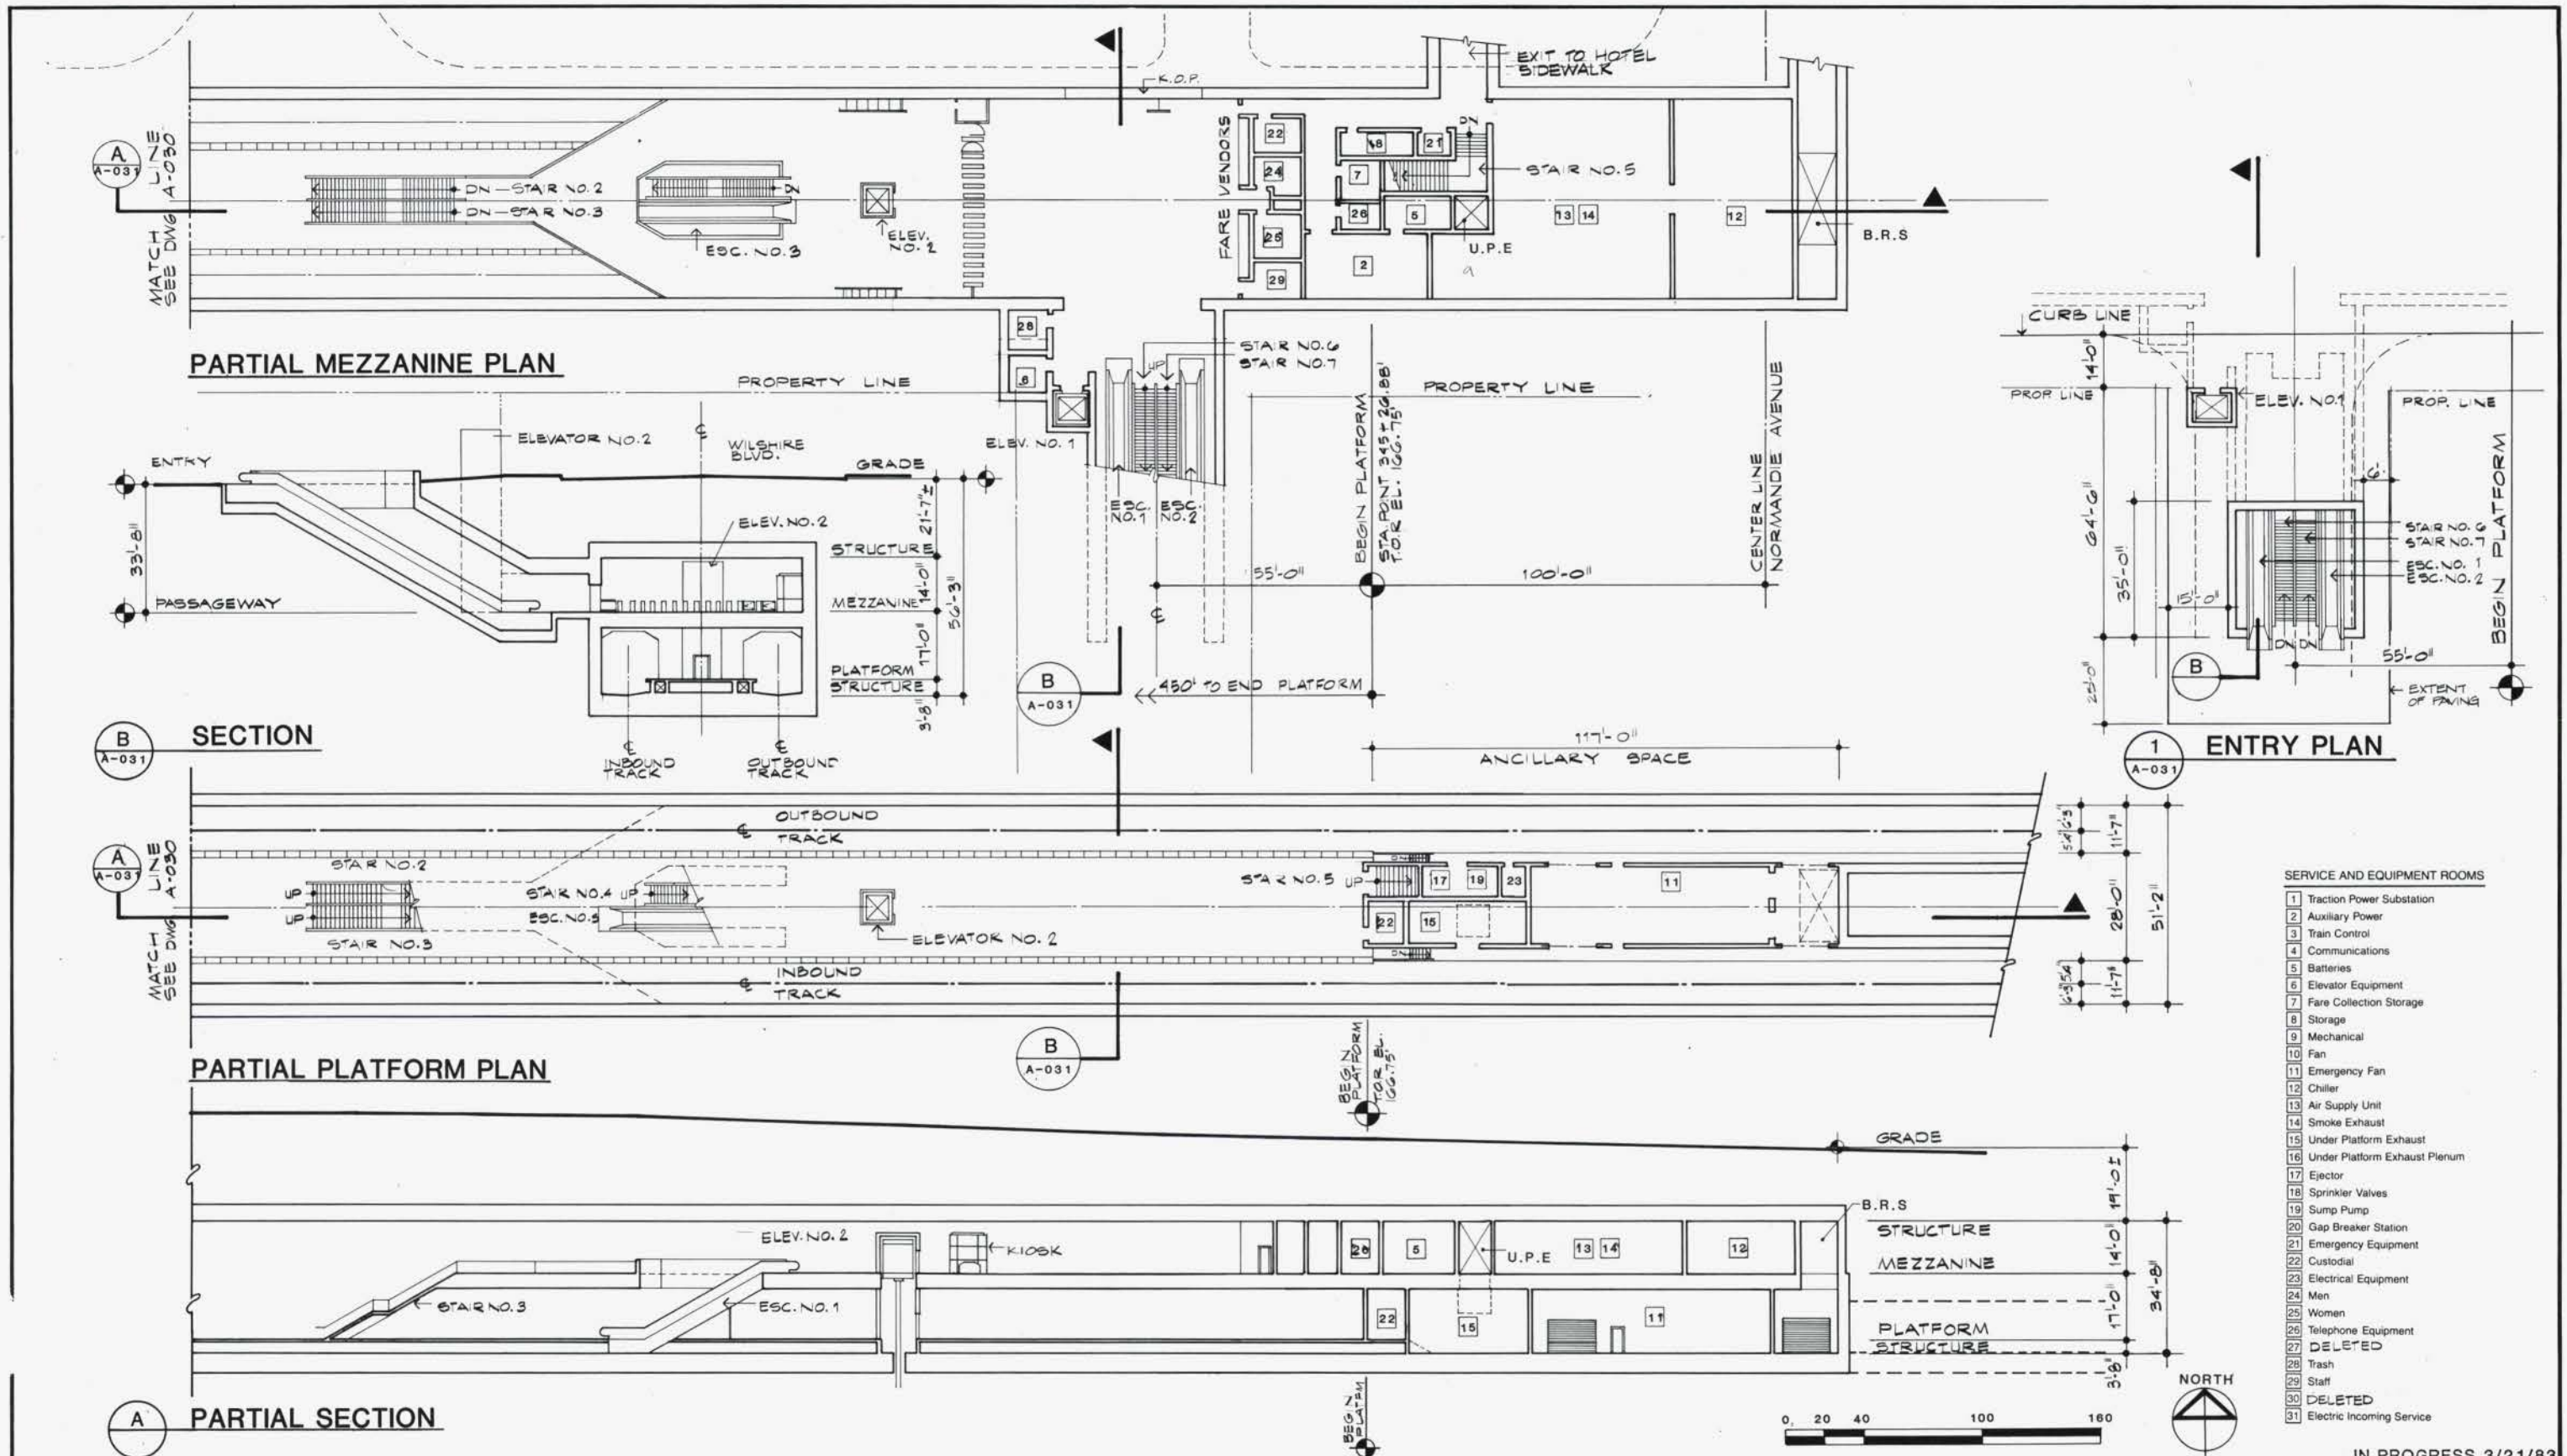 EXIT TO HOTEL
SIDEWALK
K.O.P.
A
A-031
MATCH LINE
SEE DWG A-030
DN-STAIR NO.2
DN-STAIR NO.3
ESC. NO.3
ELEV.
NO. 2
FARE VENDORS
22
24
25
29
18
21
DN
7
26
5
2
STAIR NO.5
U.P.E
13 14
12
B.R.S
28
6
PARTIAL MEZZANINE PLAN
STAIR NO.6
STAIR NO.7
UP
PROPERTY LINE
PROPERTY LINE
ELEV. NO. 1
ESC. NO.1
ESC. NO.2
BEGIN PLATFORM
STA.POINT 345+26.88'
T.O.R EL. 166.75'
CENTER LINE
NORMANDIE AVENUE
55'-0"
100'-0"
450' TO END PLATFORM
B
A-031
ELEVATOR NO.2
WILSHIRE
BLVD.
ENTRY
GRADE
ELEV. NO.2
33'-8"
21'-7"±
STRUCTURE
14'-0"
MEZZANINE
56'-3"
PASSAGEWAY
17'-0"
PLATFORM
STRUCTURE
3'-8"
INBOUND
TRACK
OUTBOUND
TRACK
B
A-031
SECTION
CURB LINE
14'-0"
PROP LINE
ELEV. NO.1
PROP. LINE
6'
64'-6"
35'-0"
15'-0"
STAIR NO. 6
STAIR NO. 7
ESC. NO. 1
ESC. NO. 2
BEGIN PLATFORM
DN DN
55'-0"
B
EXTENT
OF PAVING
1
A-031
ENTRY PLAN
117'-0"
ANCILLARY SPACE
A
A-031
MATCH LINE
SEE DWG A-030
OUTBOUND
TRACK
STAIR NO.2
UP
UP
STAIR NO.3
STAIR NO.4 UP
ELEVATOR NO. 2
STAIR NO.5 UP
DN
17
19
23
11
22
15
DN
INBOUND
TRACK
11'-7"
28'-0"
51'-2"
11'-7"
B
A-031
BEGIN
PLATFORM
T.O.R EL.
166.75'
PARTIAL PLATFORM PLAN
GRADE
19'-0±
ELEV. NO.2
KIOSK
26
5
U.P.E
13 14
12
B.R.S
STRUCTURE
14'-0"
MEZZANINE
34'-8"
STAIR NO.3
ESC. NO.1
22
15
11
17'-0"
PLATFORM
STRUCTURE
3'-8"
A
PARTIAL SECTION
BEGIN
PLATFM
0 20 40 100 160
NORTH
SERVICE AND EQUIPMENT ROOMS
1 Traction Power Substation
2 Auxiliary Power
3 Train Control
4 Communications
5 Batteries
6 Elevator Equipment
7 Fare Collection Storage
8 Storage
9 Mechanical
10 Fan
11 Emergency Fan
12 Chiller
13 Air Supply Unit
14 Smoke Exhaust
15 Under Platform Exhaust
16 Under Platform Exhaust Plenum
17 Ejector
18 Sprinkler Valves
19 Sump Pump
20 Gap Breaker Station
21 Emergency Equipment
22 Custodial
23 Electrical Equipment
24 Men
25 Women
26 Telephone Equipment
27 DELETED
28 Trash
29 Staff
30 DELETED
31 Electric Incoming Service
IN PROGRESS 3/21/83